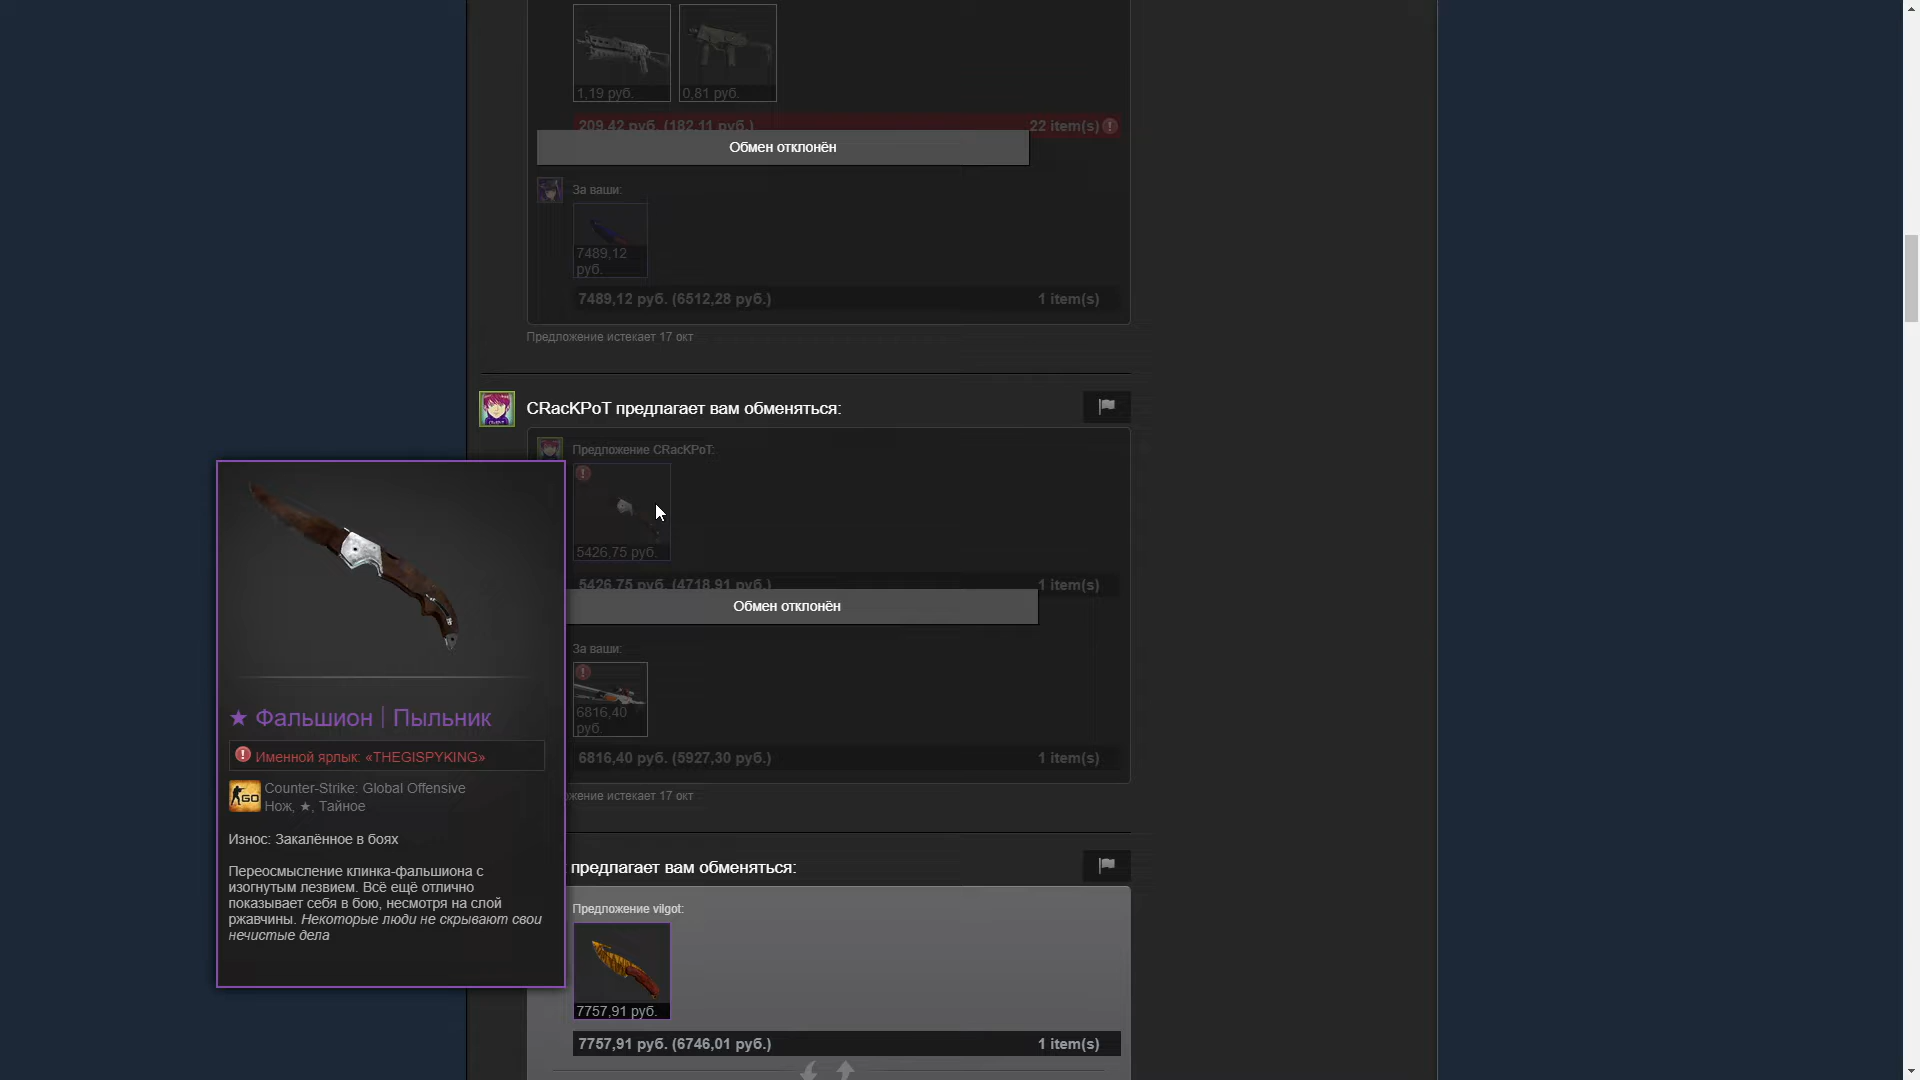 1,19 руб.
0,81 руб.
209,42 руб. (182,11 руб.)
22 item(s)
Обмен отклонён
За ваши:
7489,12
руб.
7489,12 руб. (6512,28 руб.)
1 item(s)
Предложение истекает 17 окт
CRacKPoT предлагает вам обменяться:
Предложение CRacKPoT:
5426,75 руб.
5426,75 руб. (4718,91 руб.)
1 item(s)
Обмен отклонён
За ваши:
6816,40
руб.
6816,40 руб. (5927,30 руб.)
1 item(s)
жение истекает 17 окт
★ Фальшион | Пыльник
Именной ярлык: «THEGISPYKING»
GO
Counter-Strike: Global Offensive
Нож, ★, Тайное
Износ: Закалённое в боях
Переосмысление клинка-фальшиона с
изогнутым лезвием. Всё ещё отлично
показывает себя в бою, несмотря на слой
ржавчины. Некоторые люди не скрывают свои
нечистые дела
предлагает вам обменяться:
Предложение vilgot:
7757,91 руб.
7757,91 руб. (6746,01 руб.)
1 item(s)